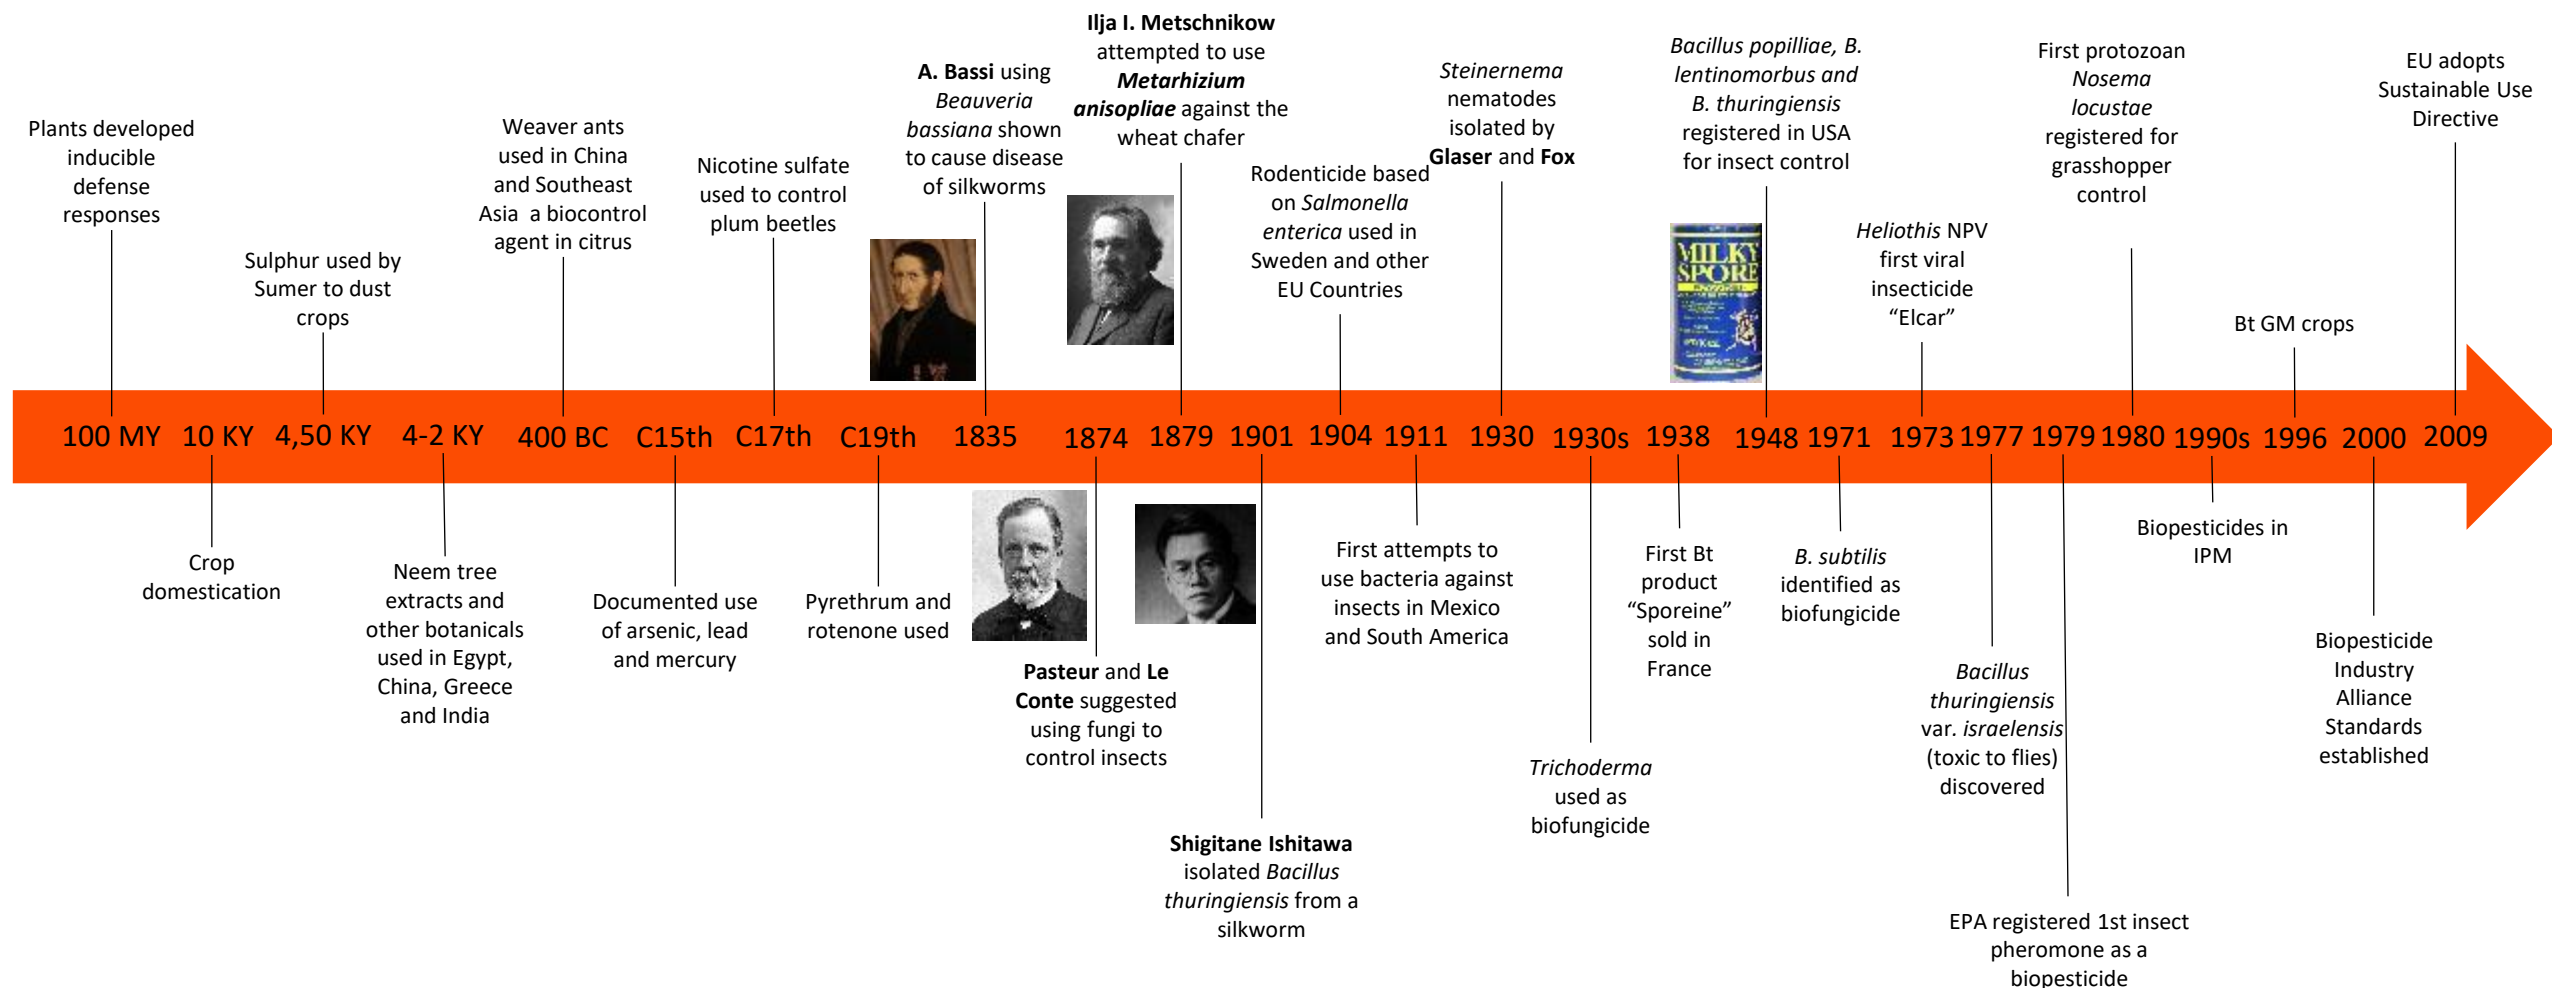 Plants developed
inducible
defense
responses
Sulphur used by
Sumer to dust
crops
Weaver ants
used in China
and Southeast
Asia a biocontrol
agent in citrus
Nicotine sulfate
used to control
plum beetles
A. Bassi using
Beauveria
bassiana shown
to cause disease
of silkworms
Ilja I. Metschnikow
attempted to use
Metarhizium
anisopliae against the
wheat chafer
Rodenticide based
on Salmonella
enterica used in
Sweden and other
EU Countries
Steinernema
nematodes
isolated by
Glaser and Fox
Bacillus popilliae, B.
lentinomorbus and
B. thuringiensis
registered in USA
for insect control
MILKY
SPORE
Heliothis NPV
first viral
insecticide
“Elcar”
First protozoan
Nosema
locustae
registered for
grasshopper
control
Bt GM crops
EU adopts
Sustainable Use
Directive
100 MY 10 KY 4,50 KY 4-2 KY 400 BC C15th C17th C19th 1835 1874 1879 1901 1904 1911 1930 1930s 1938 1948 1971 1973 1977 1979 1980 1990s 1996 2000 2009
Crop
domestication
Neem tree
extracts and
other botanicals
used in Egypt,
China, Greece
and India
Documented use
of arsenic, lead
and mercury
Pyrethrum and
rotenone used
Pasteur and Le
Conte suggested
using fungi to
control insects
Shigitane Ishitawa
isolated Bacillus
thuringiensis from a
silkworm
First attempts to
use bacteria against
insects in Mexico
and South America
Trichoderma
used as
biofungicide
First Bt
product
“Sporeine”
sold in
France
B. subtilis
identified as
biofungicide
Bacillus
thuringiensis
var. israelensis
(toxic to flies)
discovered
EPA registered 1st insect
pheromone as a
biopesticide
Biopesticides in
IPM
Biopesticide
Industry
Alliance
Standards
established